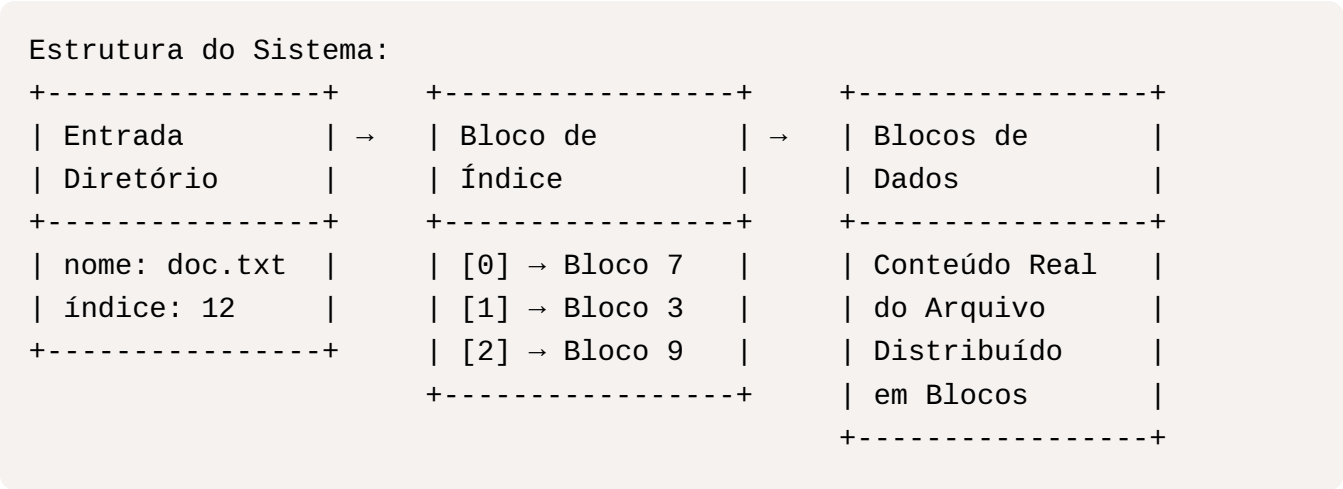 Estrutura do Sistema:
+----------------+     +-----------------+     +-----------------+
| Entrada        | →   | Bloco de        | →   | Blocos de       |
| Diretório      |     | Índice          |     | Dados           |
+----------------+     +-----------------+     +-----------------+
| nome: doc.txt  |     | [0] → Bloco 7   |     | Conteúdo Real   |
| índice: 12     |     | [1] → Bloco 3   |     | do Arquivo      |
+----------------+     | [2] → Bloco 9   |     | Distribuído     |
                       +-----------------+     | em Blocos       |
                                               +-----------------+